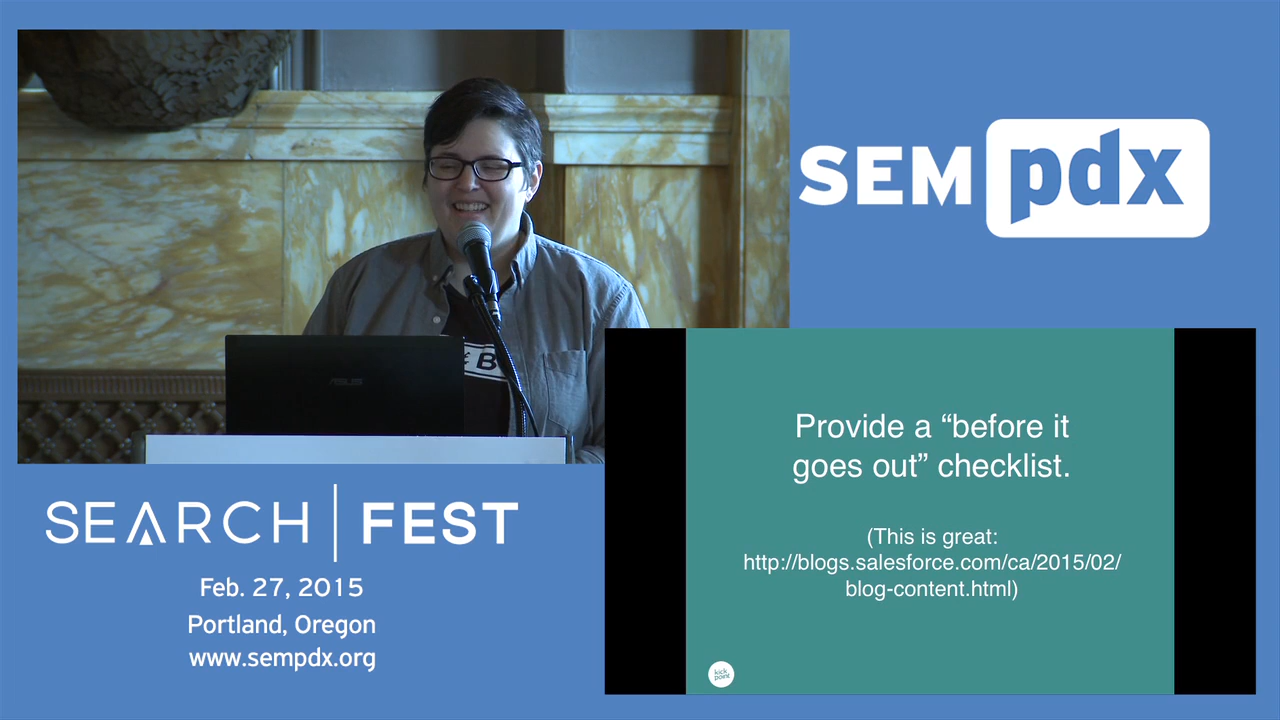 SEM pdx
ASUS
& B
Provide a “before it
goes out” checklist.
(This is great:
http://blogs.salesforce.com/ca/2015/02/
blog-content.html)
kick
point
SEARCH FEST
Feb. 27, 2015
Portland, Oregon
www.sempdx.org